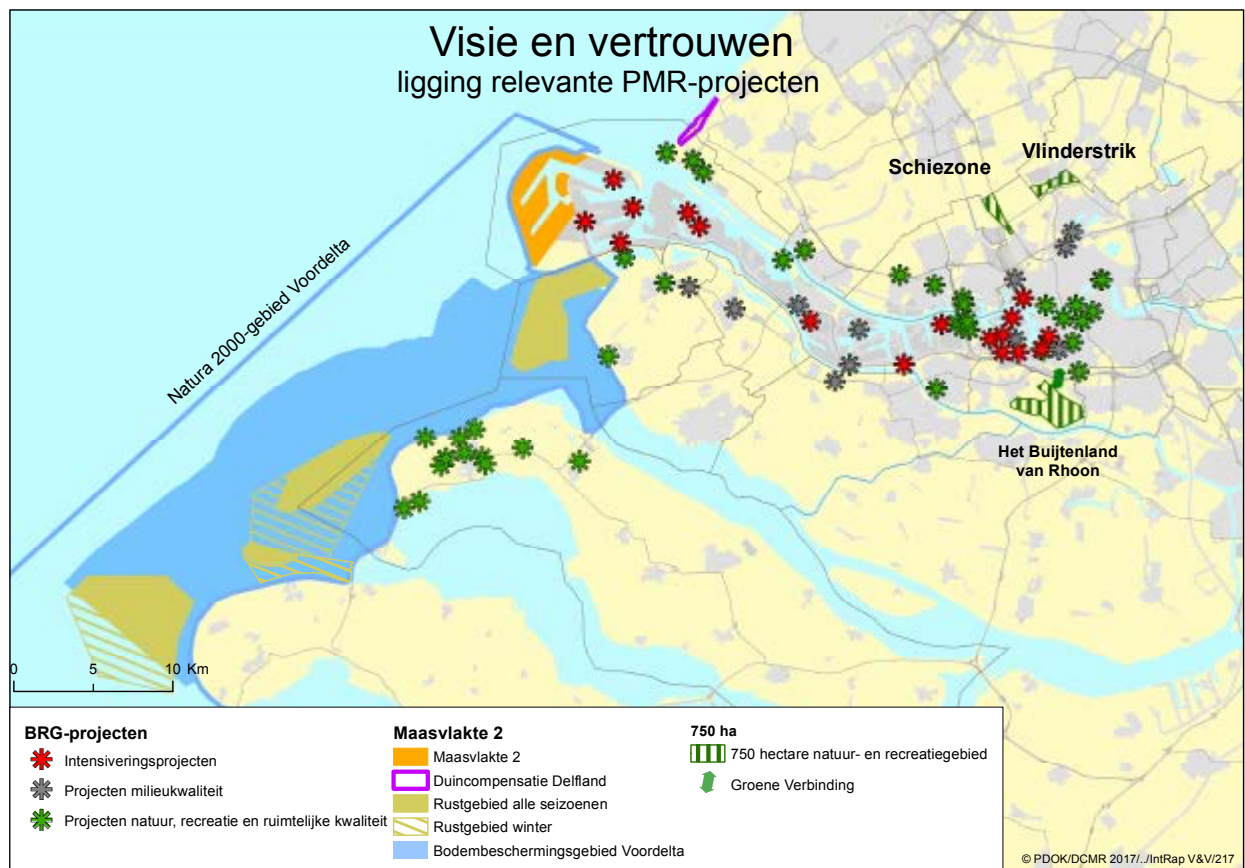 Visie en vertrouwen
ligging relevante PMR-projecten
Vlinderstrik
Schiezone
Natura 2000-gebied Voordelta
Het Buijtenland
van Rhoon
0 5 10 Km
BRG-projecten
Intensiveringsprojecten
Projecten milieukwaliteit
Projecten natuur, recreatie en ruimtelijke kwaliteit
Maasvlakte 2
Maasvlakte 2
Duincompensatie Delfland
Rustgebied alle seizoenen
Rustgebied winter
Bodembeschermingsgebied Voordelta
750 ha
750 hectare natuur- en recreatiegebied
Groene Verbinding
© PDOK/DCMR 2017/../IntRap V&V/217